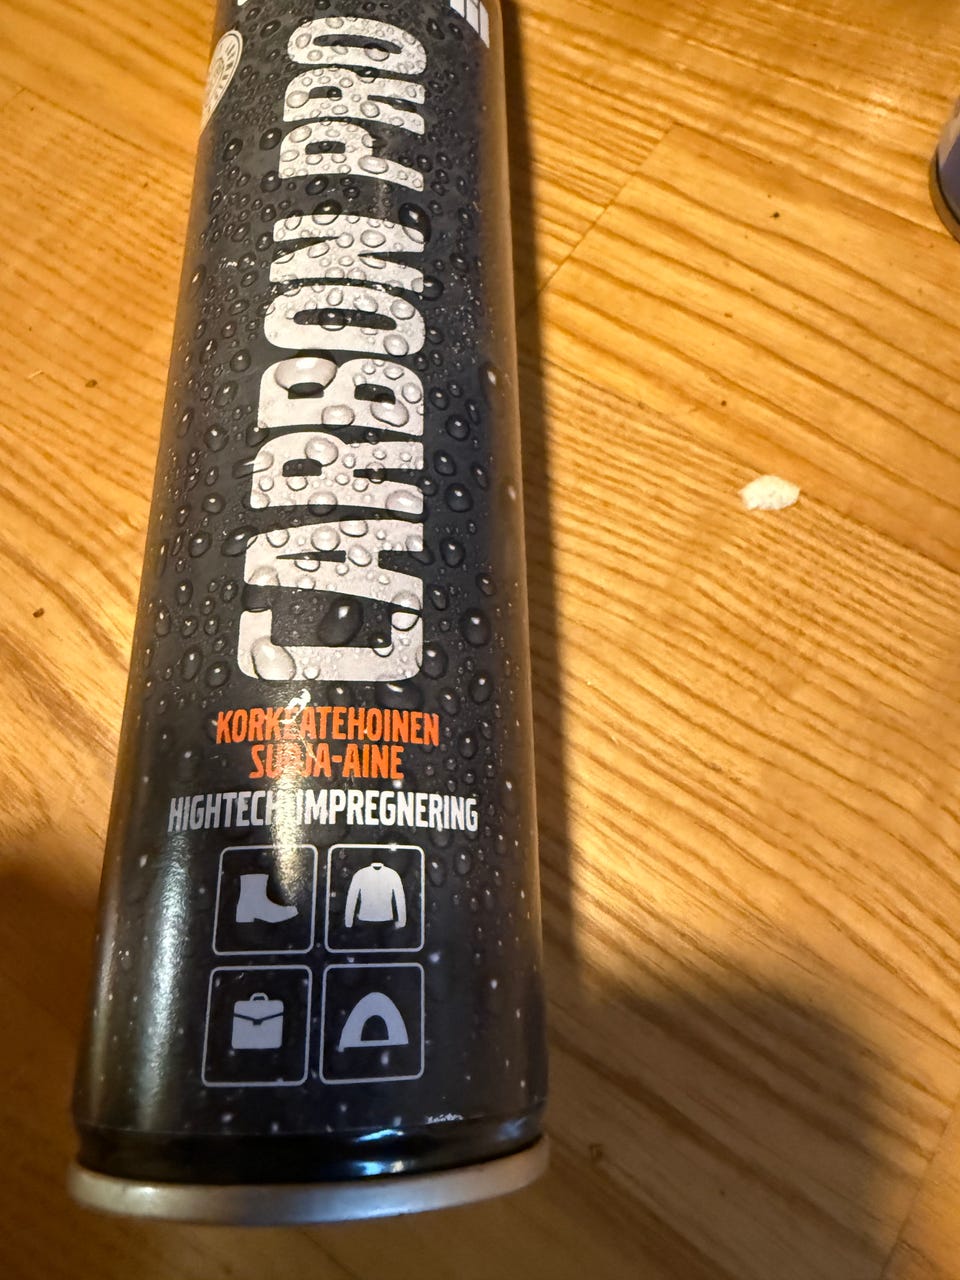 CARBON PRO
KORKEATEHOINEN
SUOJA-AINE
HIGHTECH IMPREGNERING